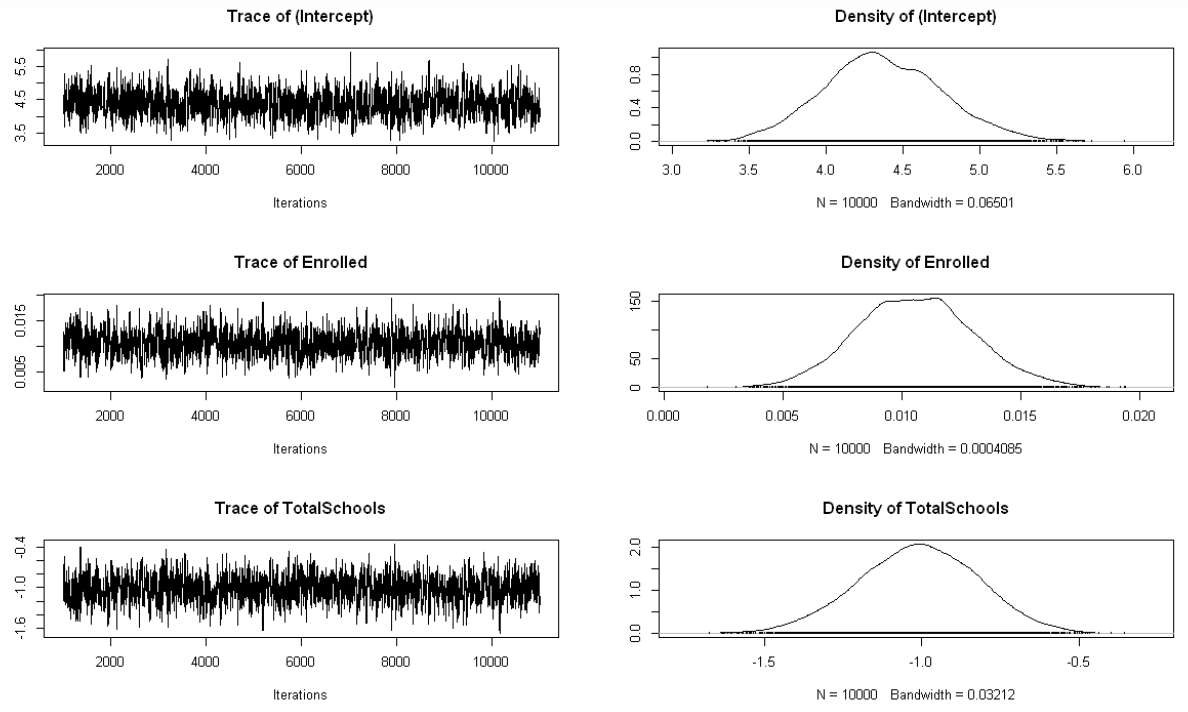 Trace of (Intercept)
3.5 4.5 5.5
2000 4000 6000 8000 10000
Iterations
Density of (Intercept)
0.0 0.4 0.8
3.0 3.5 4.0 4.5 5.0 5.5 6.0
N = 10000 Bandwidth = 0.06501
Trace of Enrolled
0.005 0.015
2000 4000 6000 8000 10000
Iterations
Density of Enrolled
0 50 150
0.000 0.005 0.010 0.015 0.020
N = 10000 Bandwidth = 0.0004085
Trace of TotalSchools
-1.6 -1.0 -0.4
2000 4000 6000 8000 10000
Iterations
Density of TotalSchools
0.0 1.0 2.0
-1.5 -1.0 -0.5
N = 10000 Bandwidth = 0.03212